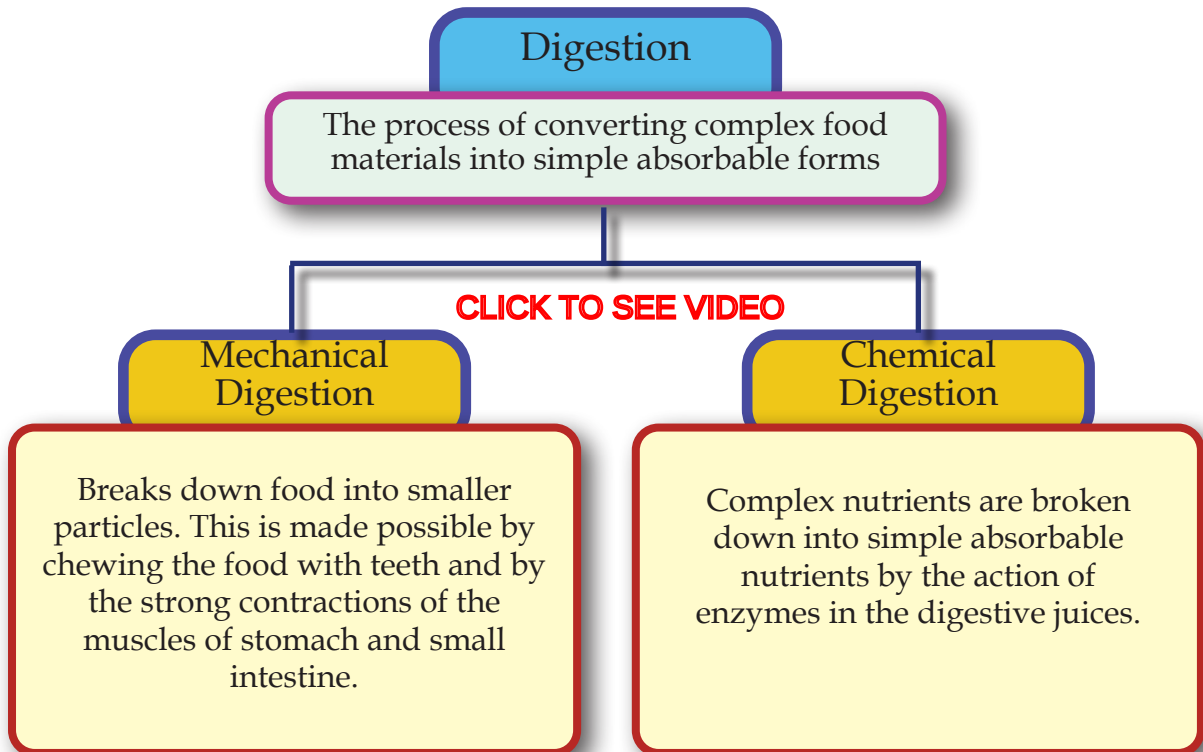 Digestion
The process of converting complex food
materials into simple absorbable forms
CLICK TO SEE VIDEO
Mechanical
Digestion
Breaks down food into smaller
particles. This is made possible by
chewing the food with teeth and by
the strong contractions of the
muscles of stomach and small
intestine.
Chemical
Digestion
Complex nutrients are broken
down into simple absorbable
nutrients by the action of
enzymes in the digestive juices.